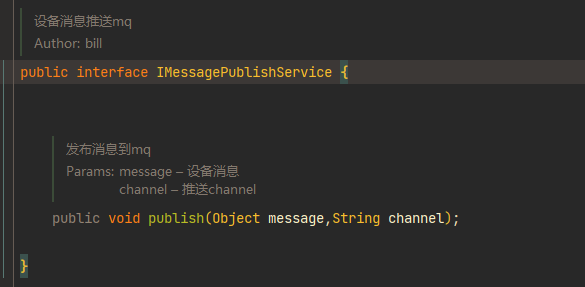 设备消息推送mq
Author: bill
public interface IMessagePublishService {
发布消息到mq
Params: message – 设备消息
channel – 推送channel
public void publish(Object message,String channel);
}